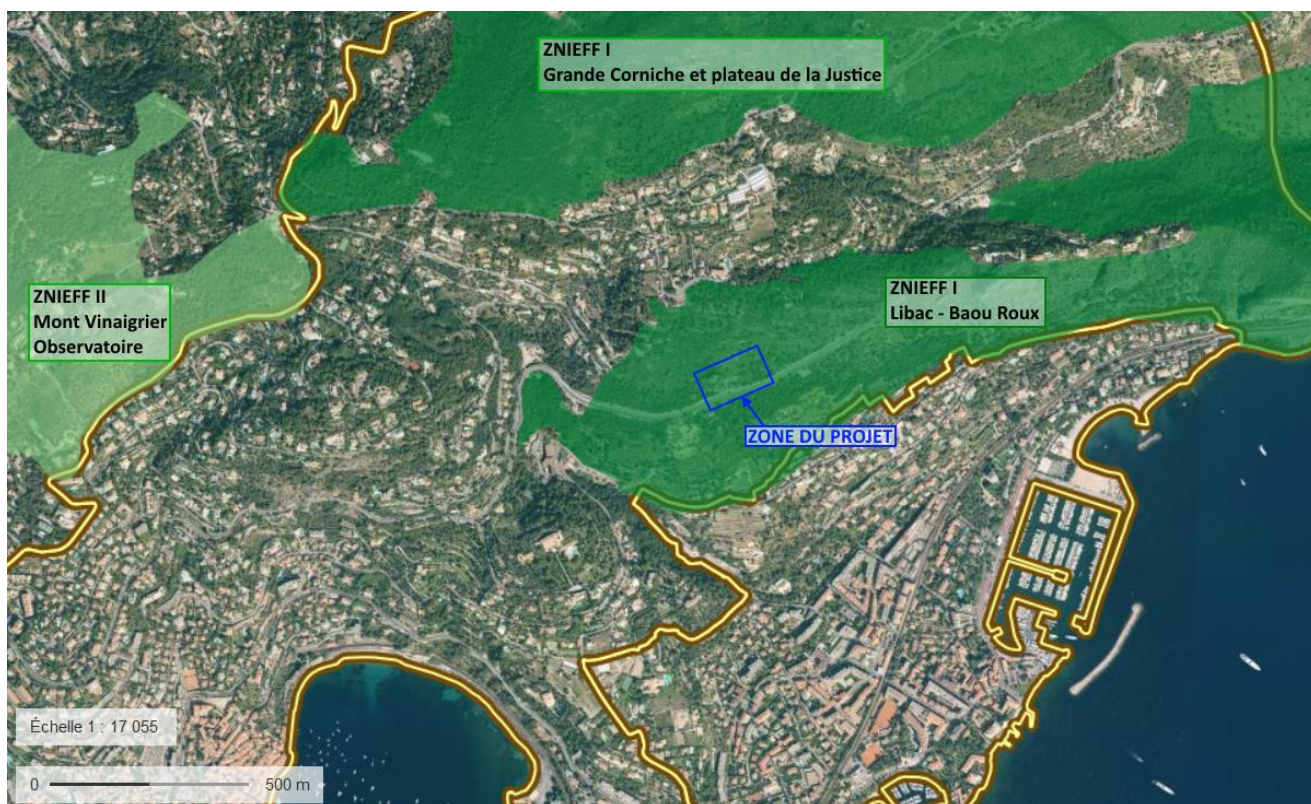 ZNIEFF I
Grande Corniche et plateau de la Justice
ZNIEFF II
Mont Vinaigrier
Observatoire
ZNIEFF I
Libac - Baou Roux
ZONE DU PROJET
Échelle 1 : 17 055
0 500 m